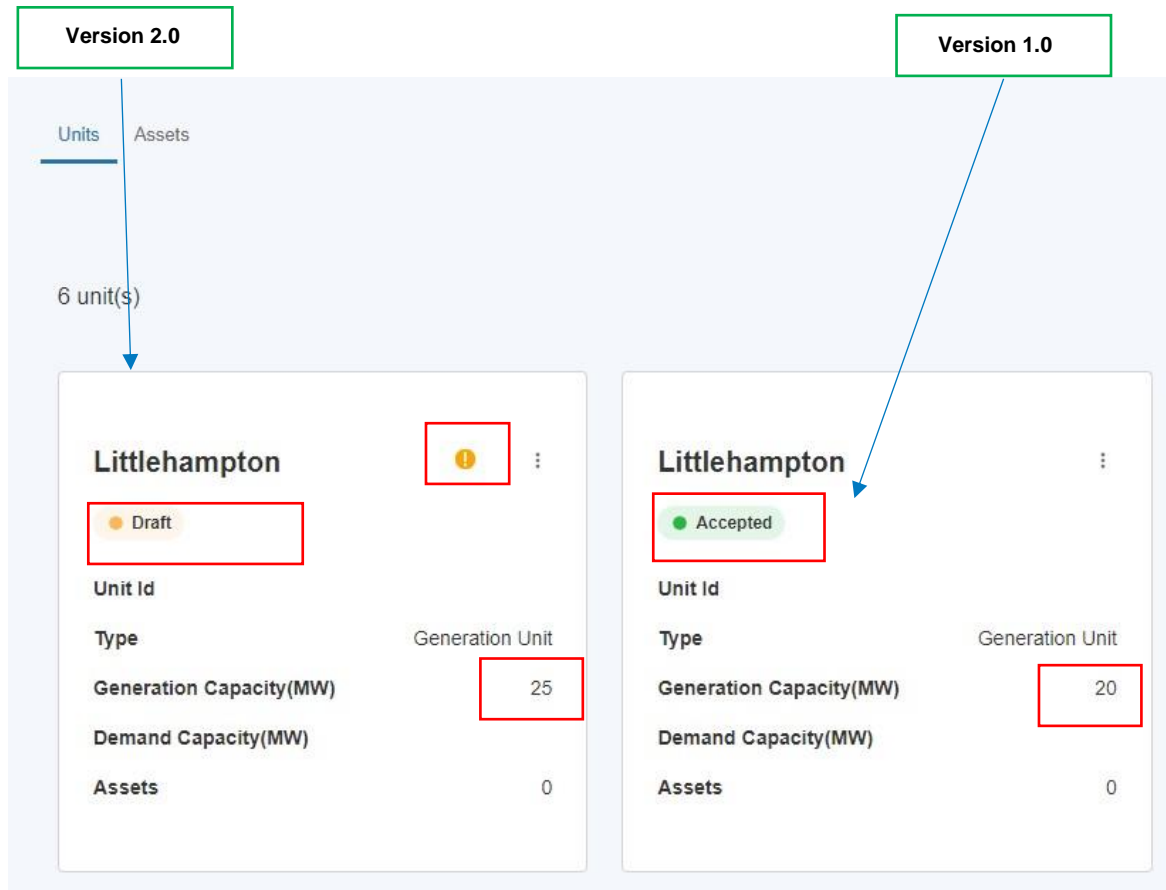 Version 2.0
Version 1.0
Units Assets
6 unit(s)
Littlehampton
Draft
Unit Id
Type Generation Unit
Generation Capacity(MW) 25
Demand Capacity(MW)
Assets 0
Littlehampton
Accepted
Unit Id
Type Generation Unit
Generation Capacity(MW) 20
Demand Capacity(MW)
Assets 0